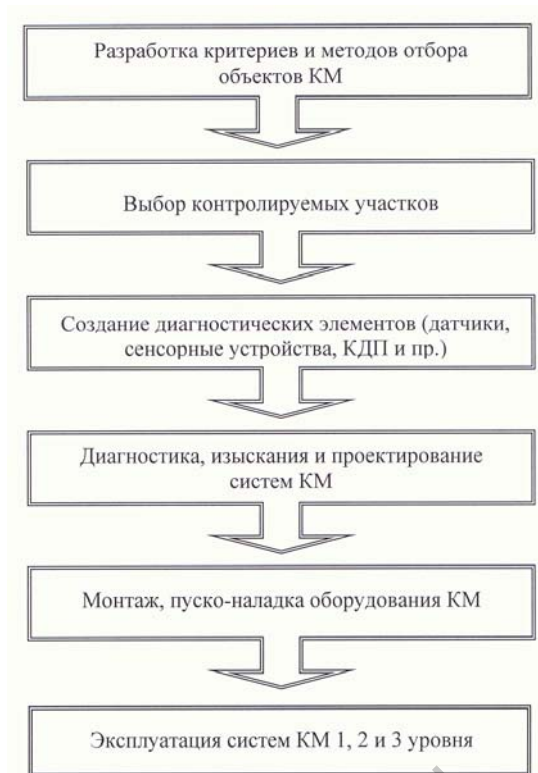 Разработка критериев и методов отбора
объектов КМ
Выбор контролируемых участков
Создание диагностических элементов (датчики,
сенсорные устройства, КДП и пр.)
Диагностика, изыскания и проектирование
систем КМ
Монтаж, пуско-наладка оборудования КМ
Эксплуатация систем КМ 1, 2 и 3 уровня